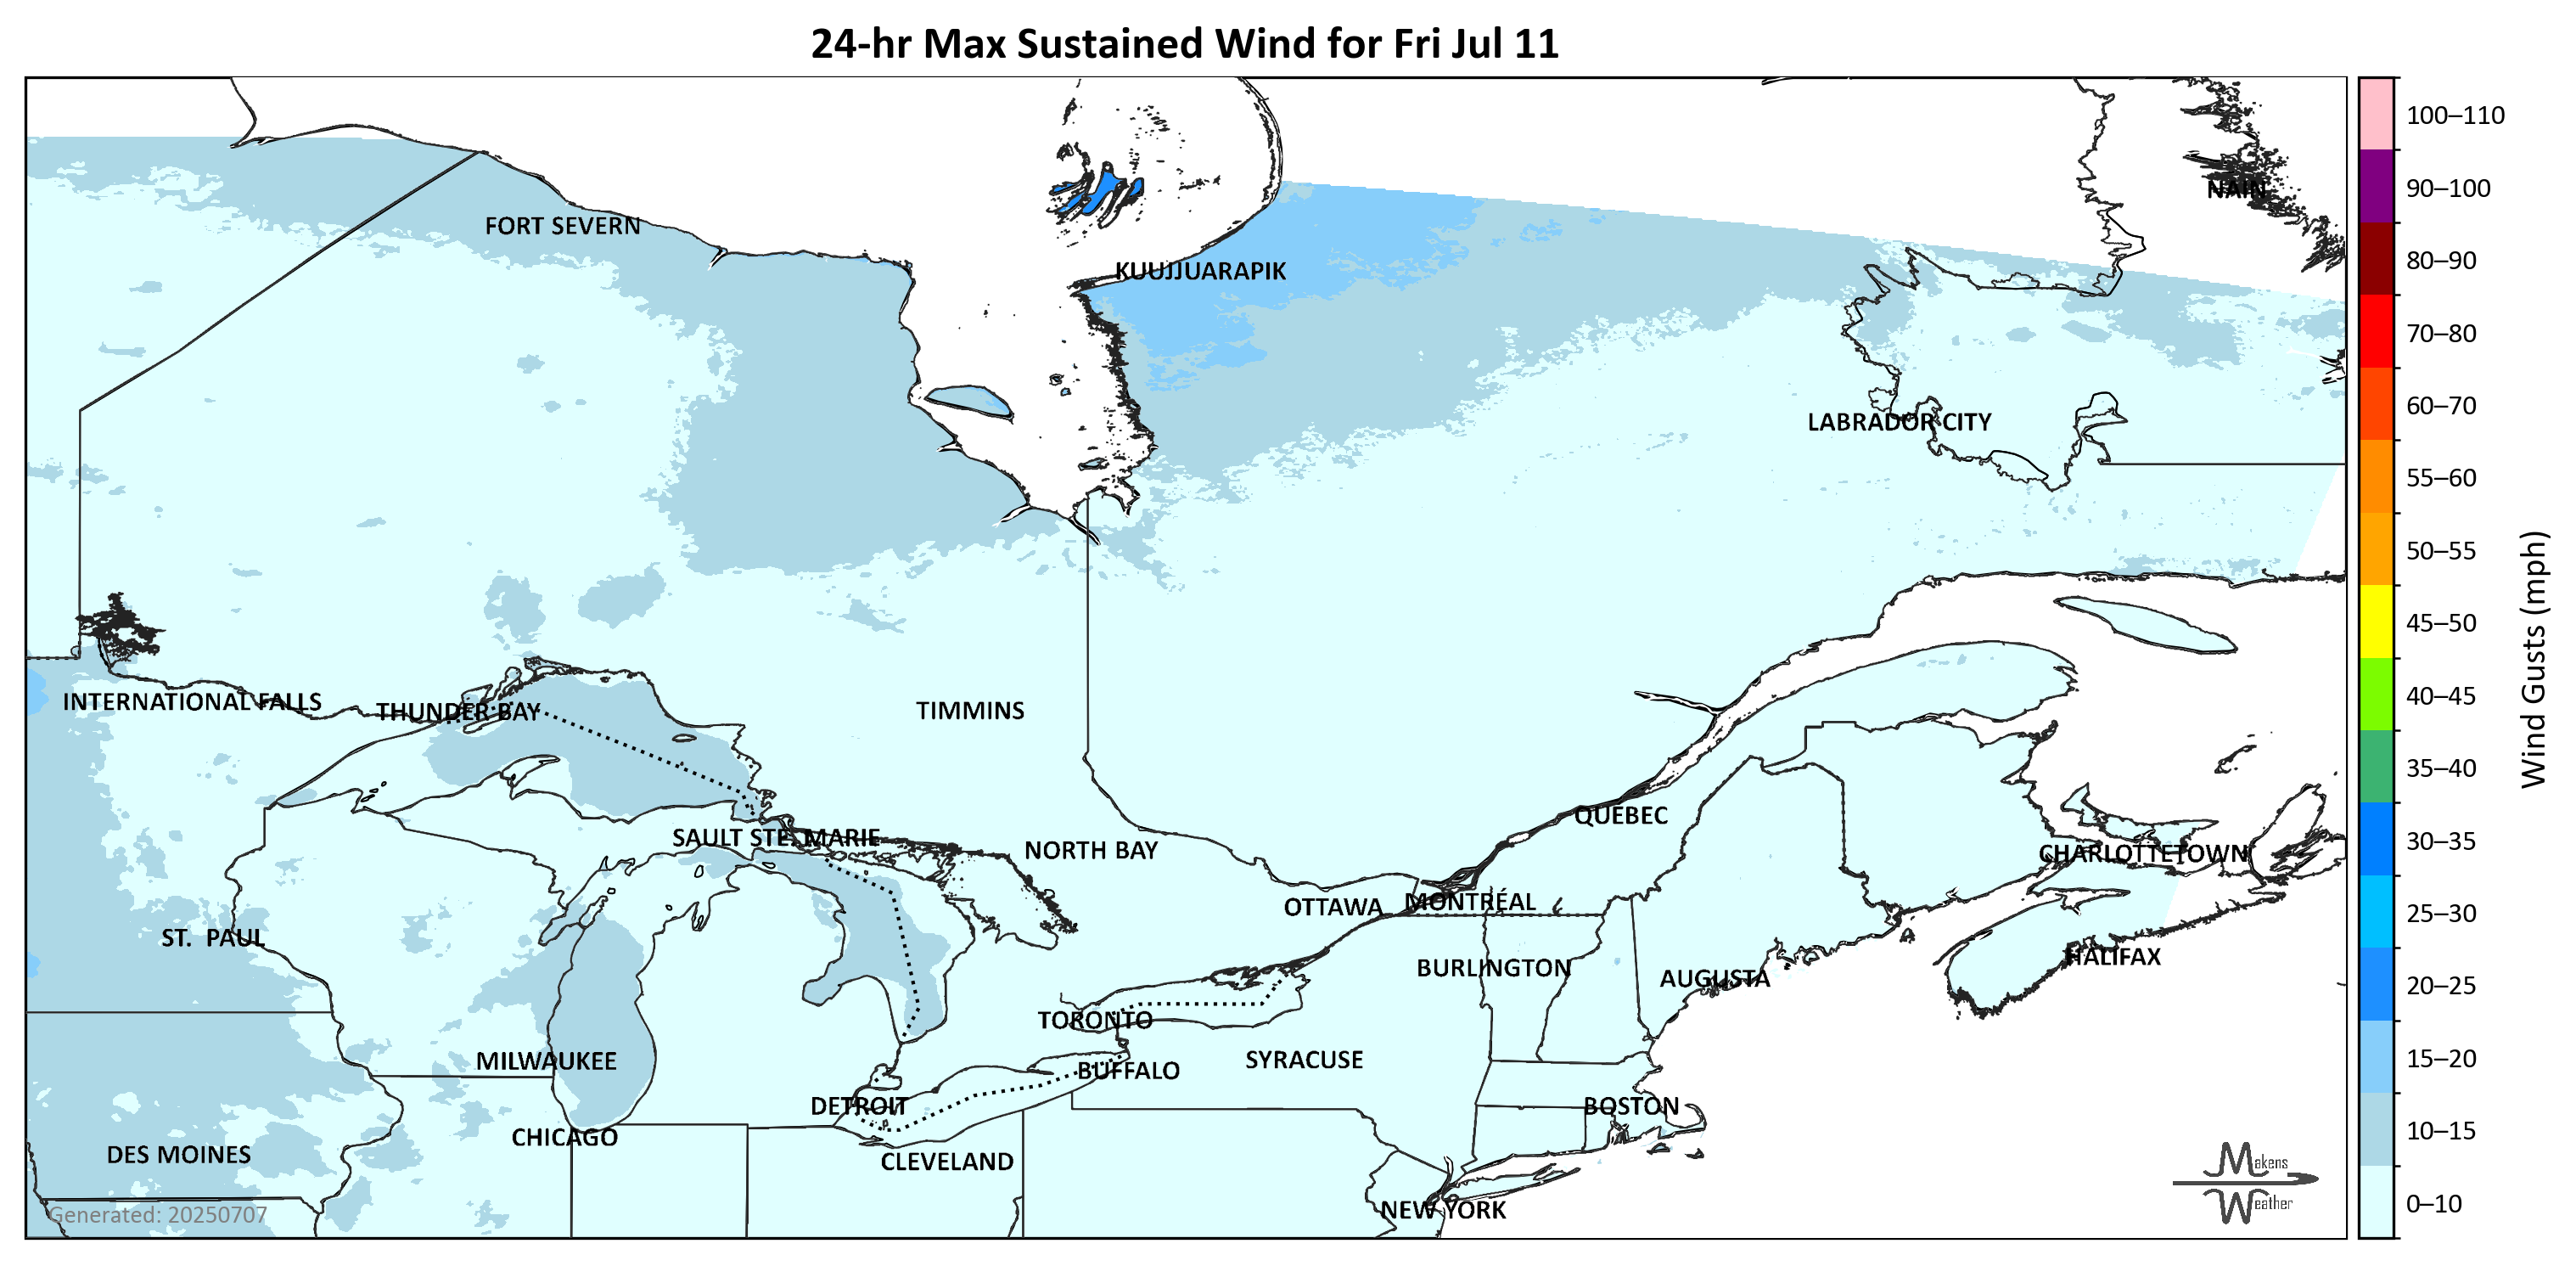 24-hr Max Sustained Wind for Fri Jul 11
100–110
90–100
NAIN
FORT SEVERN
80–90
KUUJJUARAPIK
70–80
60–70
LABRADOR CITY
55–60
50–55
45–50
Wind Gusts (mph)
40–45
INTERNATIONAL FALLS
THUNDER BAY
TIMMINS
35–40
QUEBEC
30–35
SAULT STE. MARIE
NORTH BAY
CHARLOTTETOWN
OTTAWA
MONTRÉAL
25–30
ST. PAUL
HALIFAX
BURLINGTON
AUGUSTA
20–25
TORONTO
MILWAUKEE
SYRACUSE
BUFFALO
15–20
DETROIT
BOSTON
CHICAGO
10–15
DES MOINES
CLEVELAND
Makens
Weather
NEW YORK
0–10
Generated: 20250707